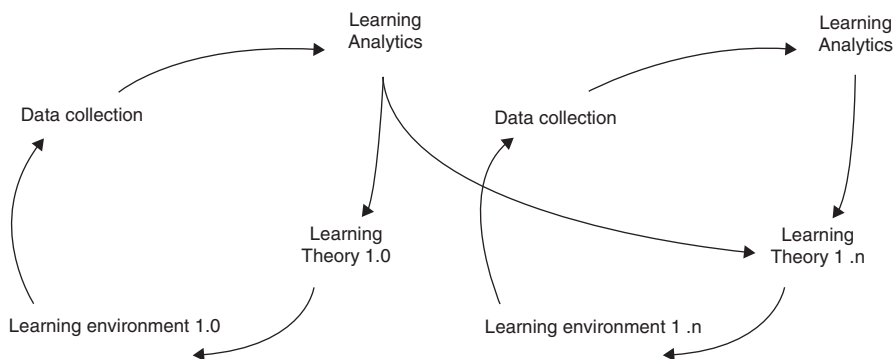 Learning
Analytics
Data collection
Learning
Theory 1.0
Learning environment 1.0
Learning
Analytics
Data collection
Learning
Theory 1 .n
Learning environment 1 .n